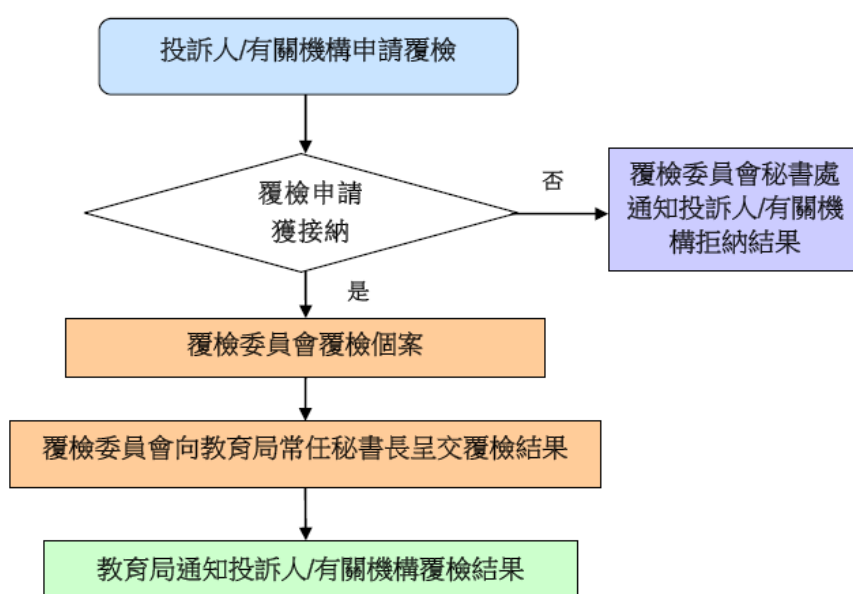 投訴人/有關機構申請覆檢
覆檢申請
獲接納
否
覆檢委員會秘書處
通知投訴人/有關機
構拒納結果
是
覆檢委員會覆檢個案
覆檢委員會向教育局常任秘書長呈交覆檢結果
教育局通知投訴人/有關機構覆檢結果